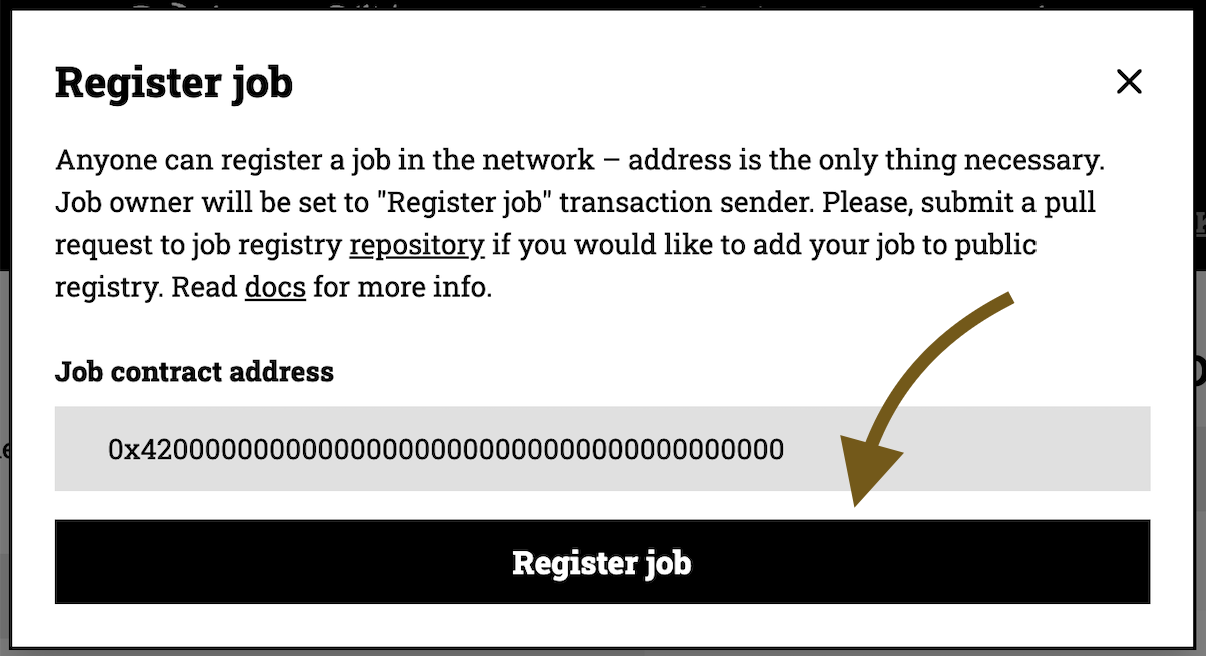 Register job
Anyone can register a job in the network – address is the only thing necessary.
Job owner will be set to "Register job" transaction sender. Please, submit a pull
request to job registry repository if you would like to add your job to public
registry. Read docs for more info.
Job contract address
0x4200000000000000000000000000000000000000
Register job